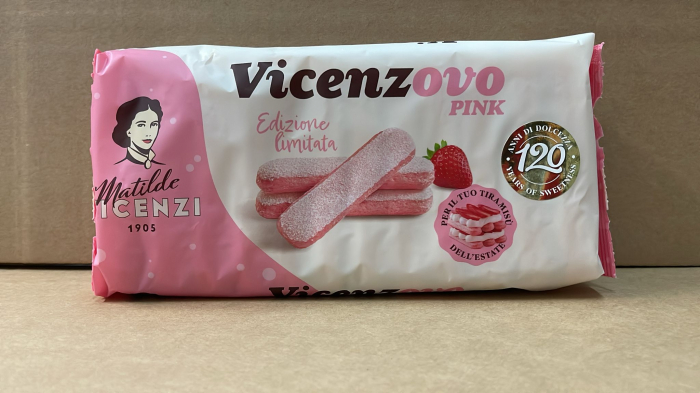 Vicenzovo
PINK
Edizione
limitata
Matilde
VICENZI
1905
ANNI DI DOLCEZZA
120
YEARS OF SWEETNESS
PER IL TUO TIRAMISÙ
DELL'ESTATE
Vicenzovo